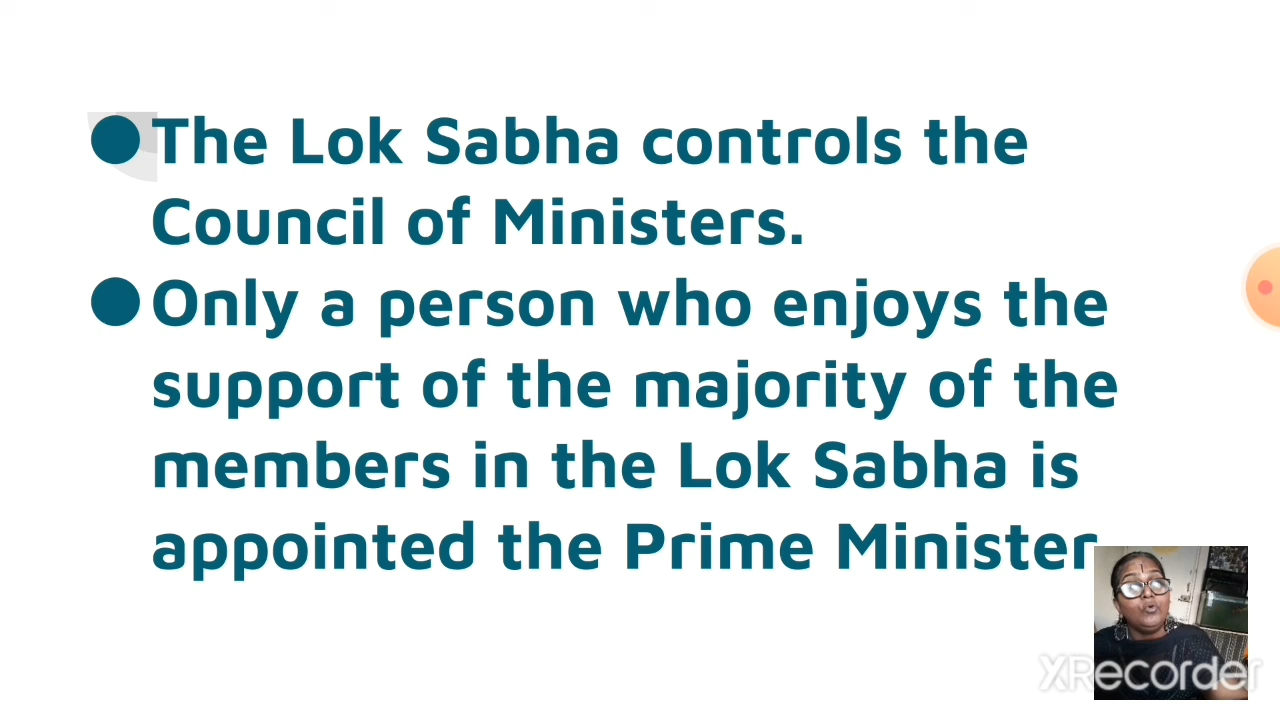 The Lok Sabha controls the
Council of Ministers.
Only a person who enjoys the
support of the majority of the
members in the Lok Sabha is
appointed the Prime Minister
XRecorder